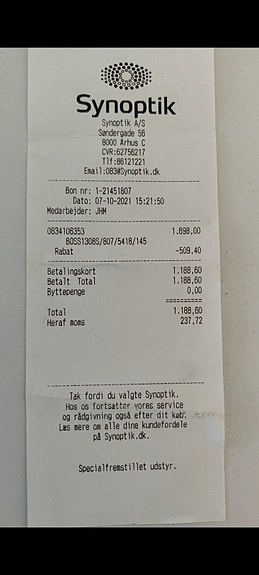 Synoptik
Synoptik A/S
Søndergade 56
8000 Århus C
CVR:62756217
Tlf:86121221
Email:083@Synoptik.dk
Bon nr: 1-21451807
Dato: 07-10-2021 15:21:50
Medarbejder: JHM
0834106353 1.698,00
BOSS1308S/807/5418/145
Rabat -509,40
Betalingskort 1.188,60
Betalt Total 1.188,60
Byttepenge 0,00
==========
Total 1.188,60
Heraf moms 237,72
Tak fordi du valgte Synoptik.
Hos os fortsætter vores service
og rådgivning også efter dit køb.
Læs mere om alle dine kundefordele
på Synoptik.dk.
Specialfremstillet udstyr.